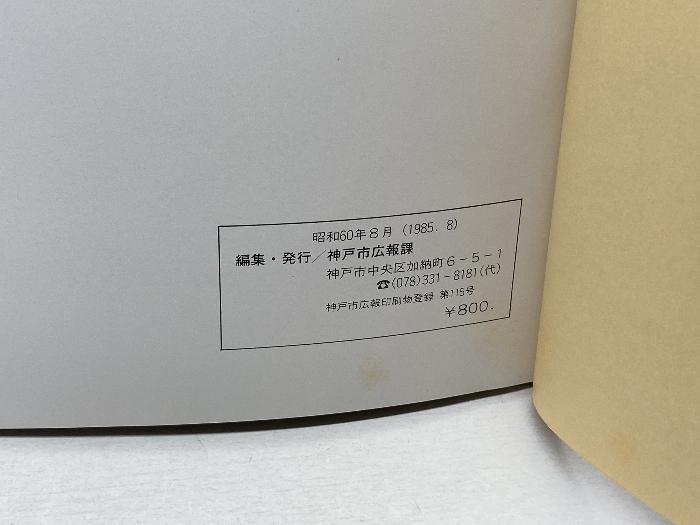 昭和60年8月（1985．8）
編集・発行／神戸市広報課
神戸市中央区加納町6－5－1
☎(078)331－8181(代)
神戸市広報印刷物登録 第115号
¥800．